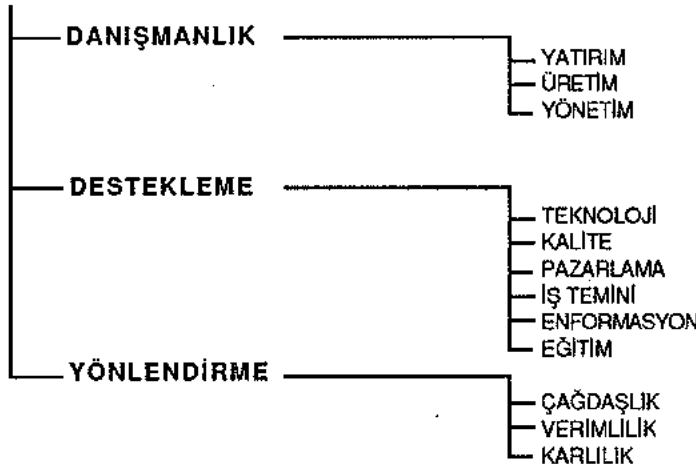 DANIŞMANLIK
YATIRIM
ÜRETİM
YÖNETİM
DESTEKLEME
TEKNOLOJİ
KALİTE
PAZARLAMA
İŞ TEMİNİ
ENFORMASYON
EĞİTİM
YÖNLENDİRME
ÇAĞDAŞLIK
VERİMLİLİK
KARLILIK